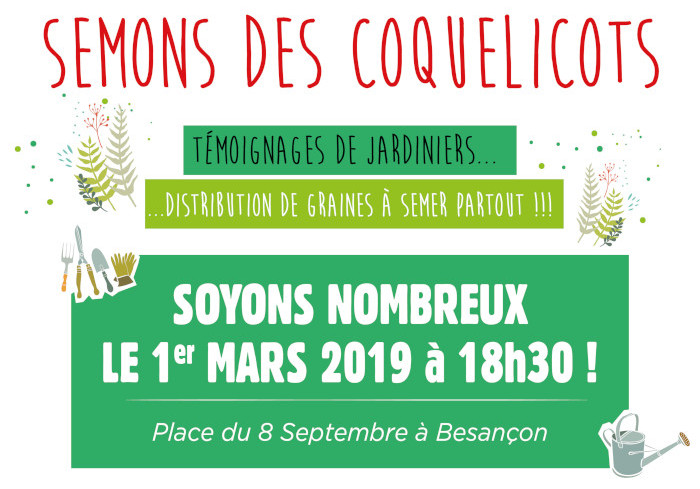 SEMONS DES COQUELICOTS
TÉMOIGNAGES DE JARDINIERS...
...DISTRIBUTION DE GRAINES À SEMER PARTOUT !!!
SOYONS NOMBREUX
LE 1er MARS 2019 à 18h30 !
Place du 8 Septembre à Besançon